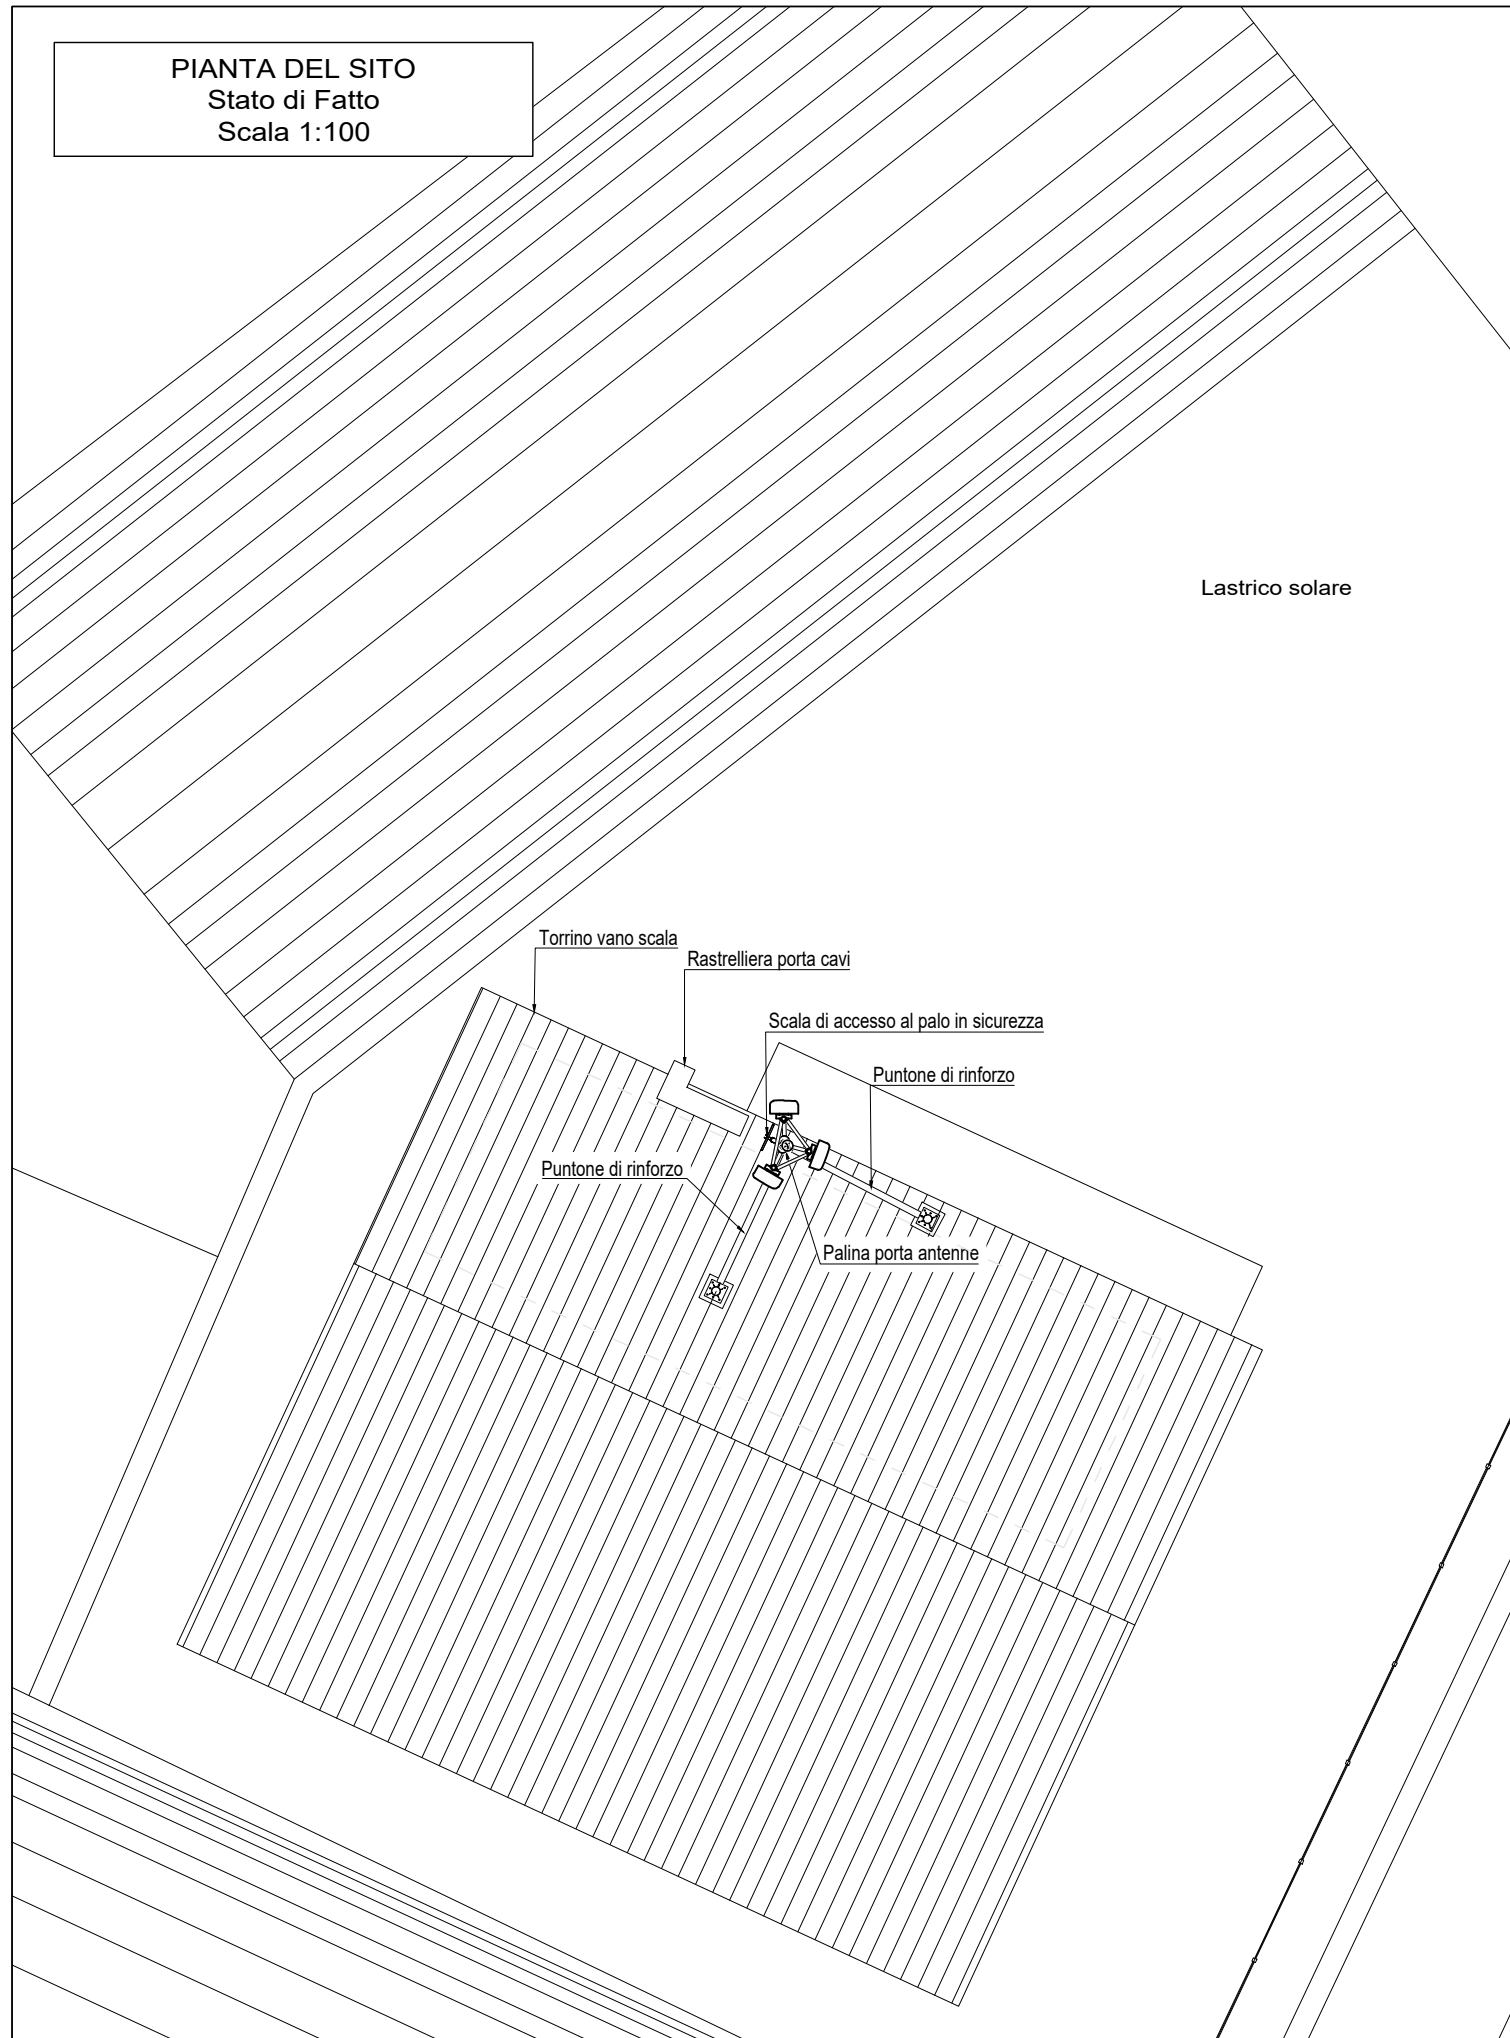 PIANTA DEL SITO
Stato di Fatto
Scala 1:100
Lastrico solare
Torrino vano scala
Rastrelliera porta cavi
Scala di accesso al palo in sicurezza
Puntone di rinforzo
Puntone di rinforzo
Palina porta antenne